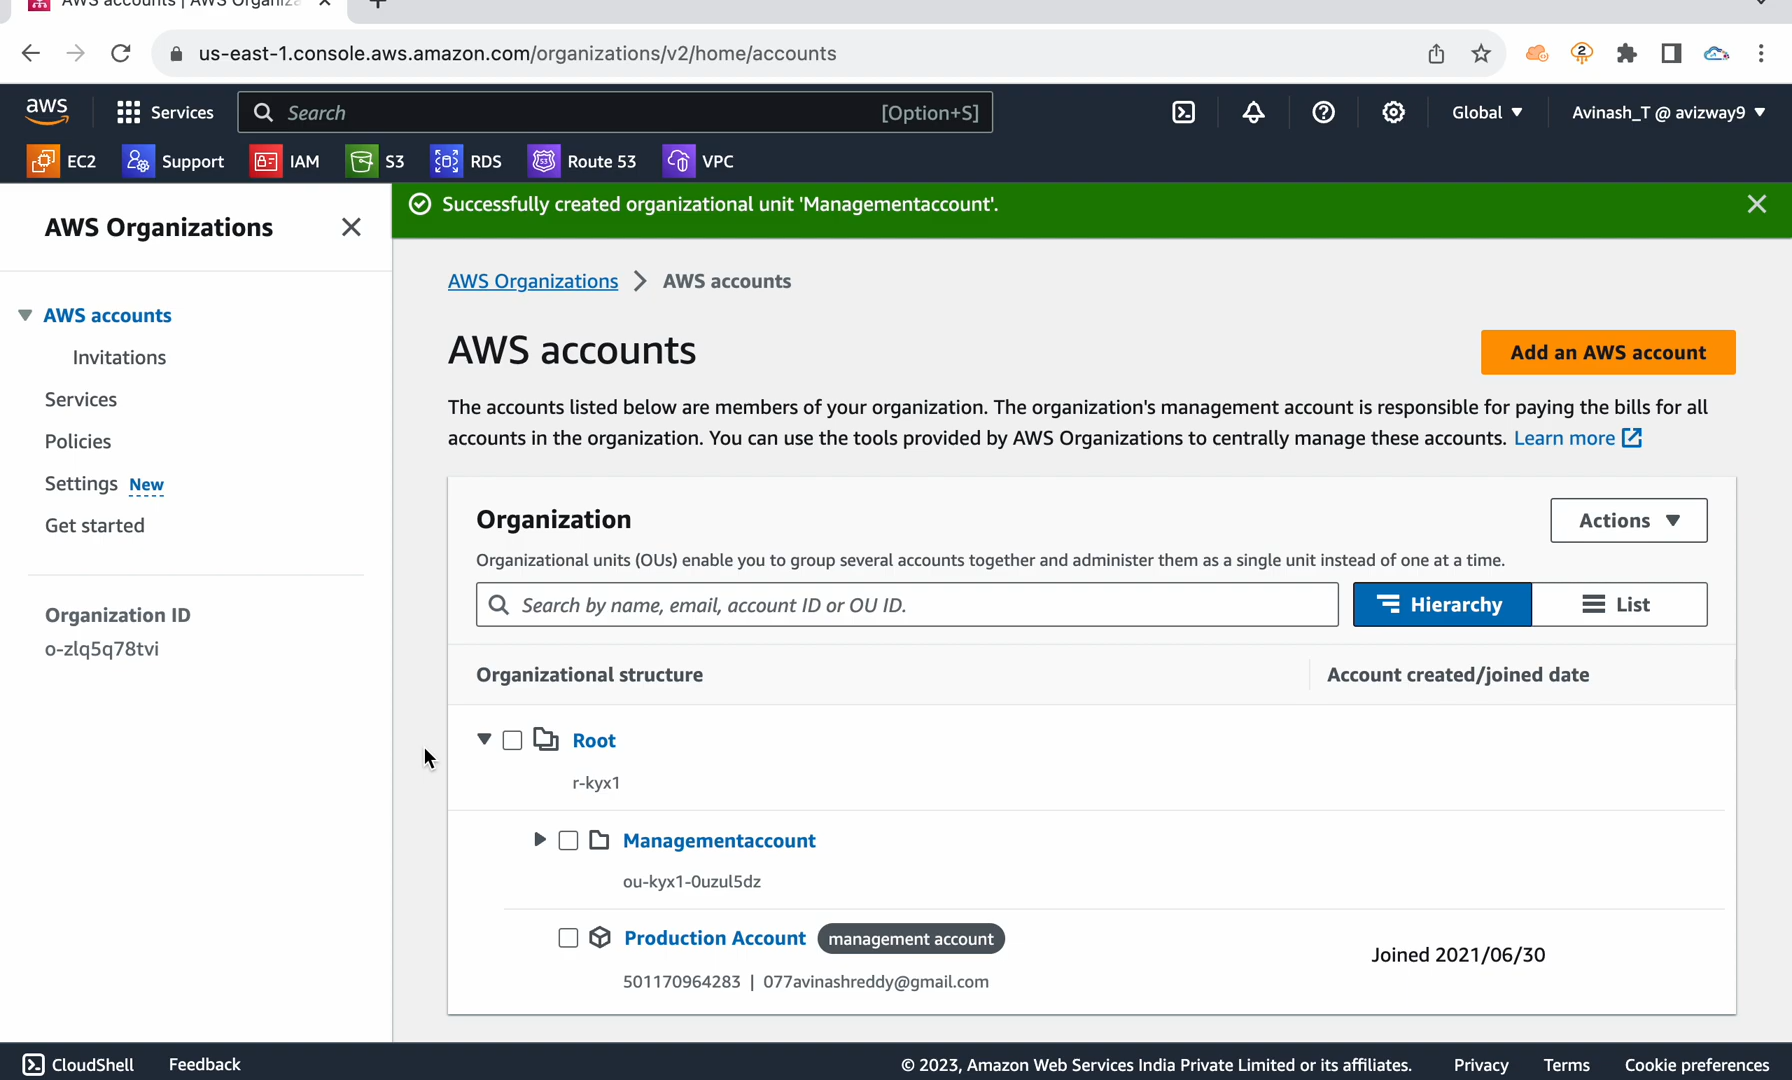 AWS accounts | AWS Organiza
us-east-1.console.aws.amazon.com/organizations/v2/home/accounts
2
aws
Services
Search
[Option+S]
Global
Avinash_T @ avizway9
EC2
Support
IAM
S3
RDS
Route 53
VPC
AWS Organizations
Successfully created organizational unit 'Managementaccount'.
AWS accounts
Invitations
Services
Policies
Settings New
Get started
Organization ID
o-zlq5q78tvi
AWS Organizations > AWS accounts
AWS accounts
Add an AWS account
The accounts listed below are members of your organization. The organization's management account is responsible for paying the bills for all
accounts in the organization. You can use the tools provided by AWS Organizations to centrally manage these accounts. Learn more
Organization
Actions
Organizational units (OUs) enable you to group several accounts together and administer them as a single unit instead of one at a time.
Search by name, email, account ID or OU ID.
Hierarchy
List
Organizational structure
Account created/joined date
Root
r-kyx1
Managementaccount
ou-kyx1-0uzul5dz
Production Account management account
Joined 2021/06/30
501170964283 | 077avinashreddy@gmail.com
CloudShell
Feedback
© 2023, Amazon Web Services India Private Limited or its affiliates.
Privacy
Terms
Cookie preferences